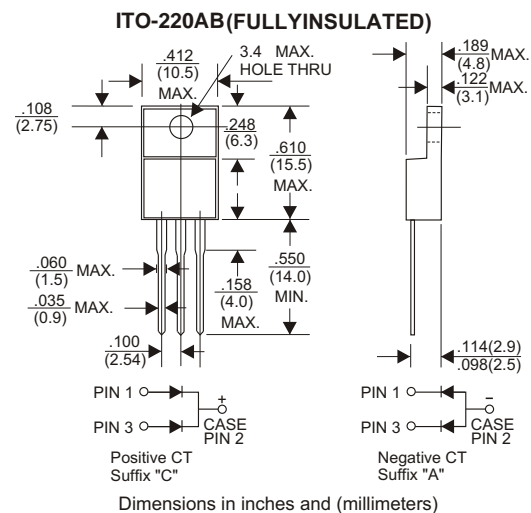 ITO-220AB(FULLYINSULATED)
.412
(10.5)
MAX.
3.4 MAX.
HOLE THRU
.189
(4.8)
MAX.
.122
(3.1)
MAX.
.108
(2.75)
.248
(6.3)
.610
(15.5)
MAX.
.060
(1.5)
MAX.
.158
(4.0)
MAX.
.550
(14.0)
MIN.
.035
(0.9)
MAX.
.100
(2.54)
.114(2.9)
.098(2.5)
PIN 1
+
PIN 3
CASE
PIN 2
Positive CT
Suffix "C"
PIN 1
−
PIN 3
CASE
PIN 2
Negative CT
Suffix "A"
Dimensions in inches and (millimeters)